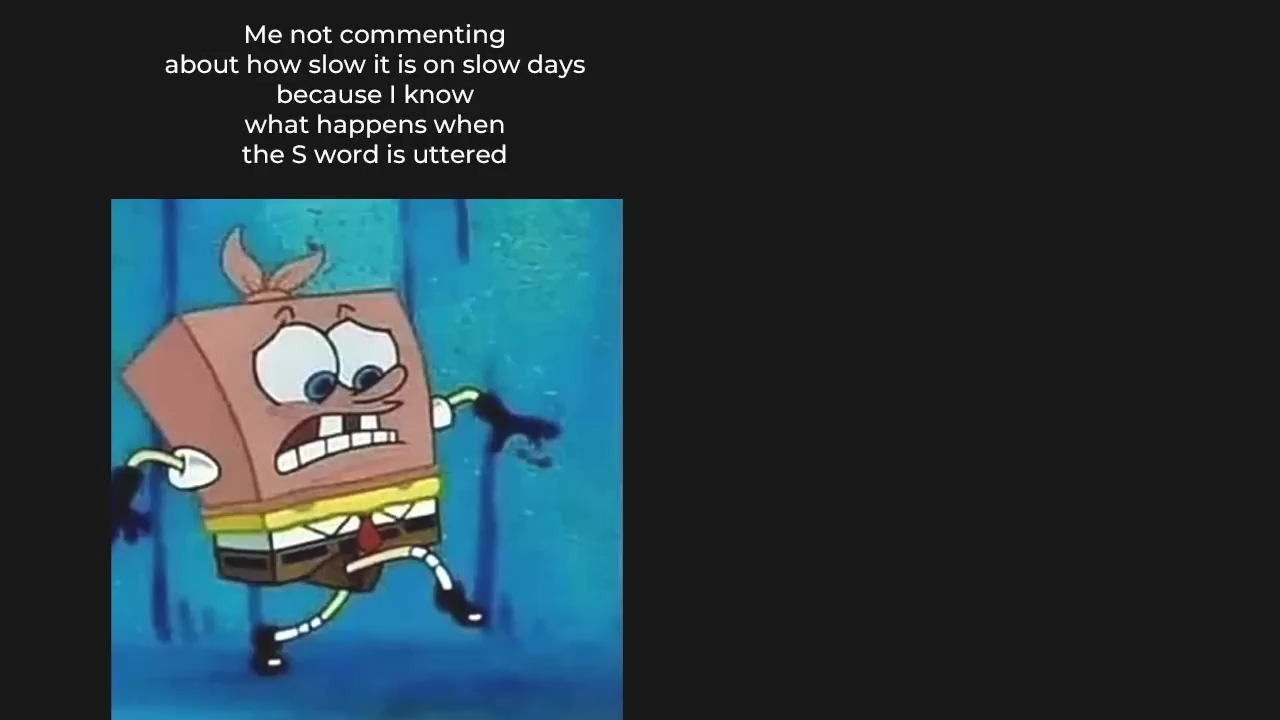 Me not commenting
about how slow it is on slow days
because I know
what happens when
the S word is uttered